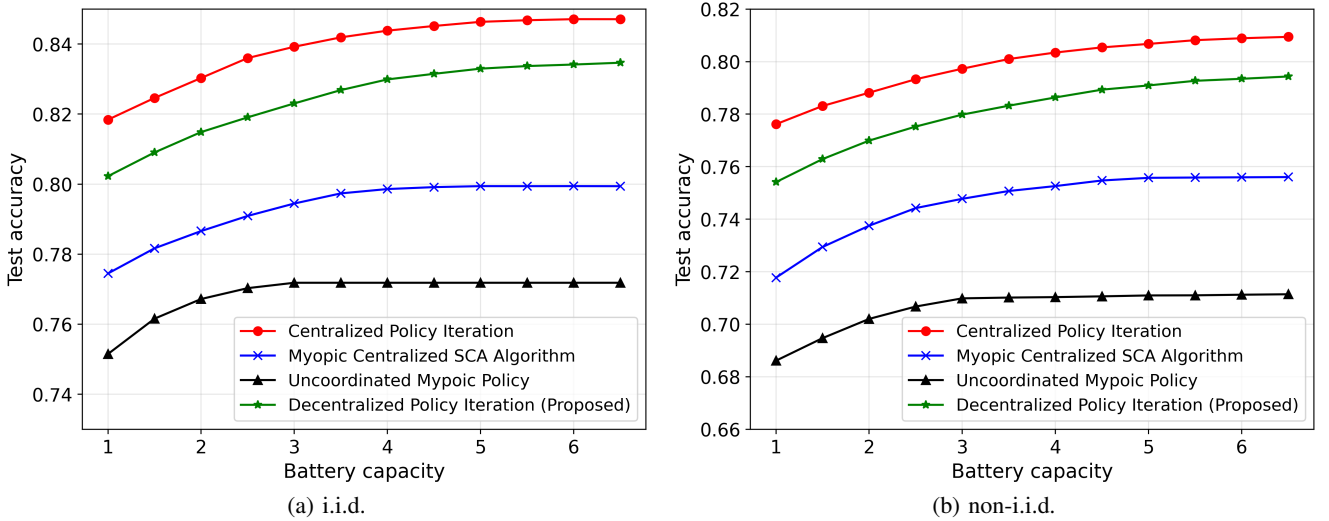 0.84
0.82
0.80
0.78
0.76
0.74
Test accuracy
Centralized Policy Iteration
Myopic Centralized SCA Algorithm
Uncoordinated Mypoic Policy
Decentralized Policy Iteration (Proposed)
1 2 3 4 5 6
Battery capacity
(a) i.i.d.
0.82
0.80
0.78
0.76
0.74
0.72
0.70
0.68
0.66
Test accuracy
Centralized Policy Iteration
Myopic Centralized SCA Algorithm
Uncoordinated Mypoic Policy
Decentralized Policy Iteration (Proposed)
1 2 3 4 5 6
Battery capacity
(b) non-i.i.d.